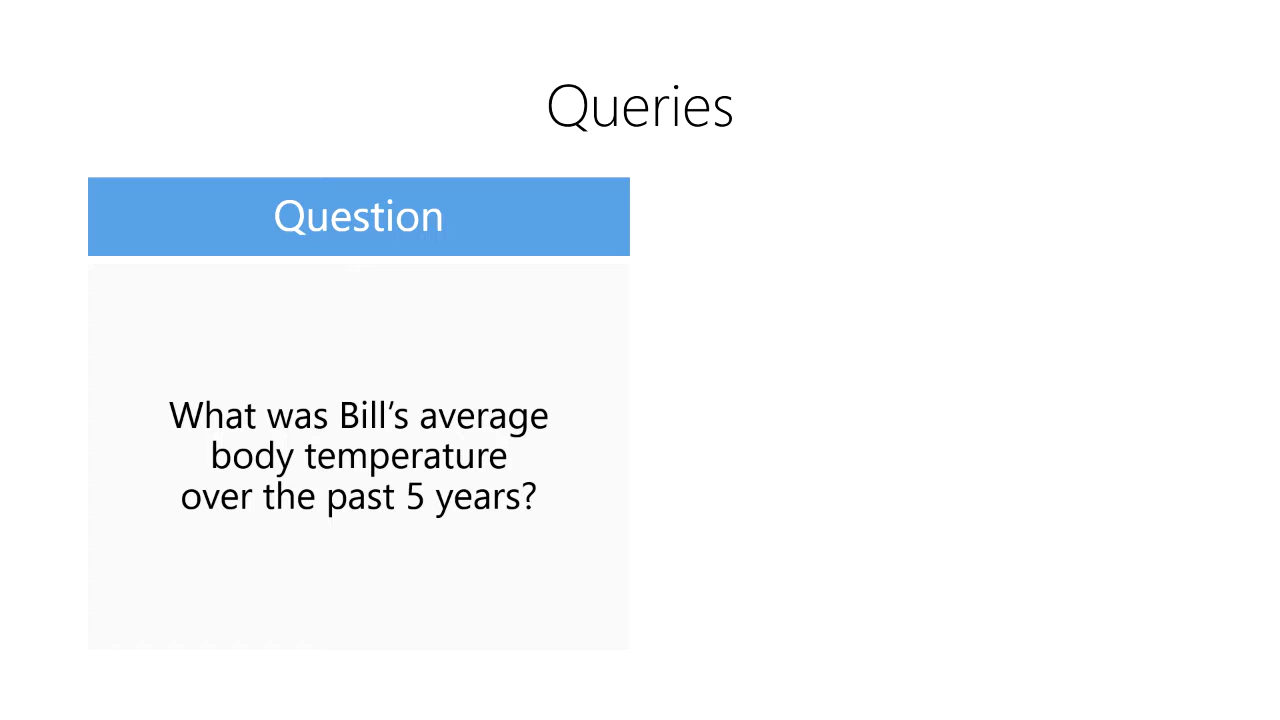 Queries
Question
What was Bill’s average
body temperature
over the past 5 years?